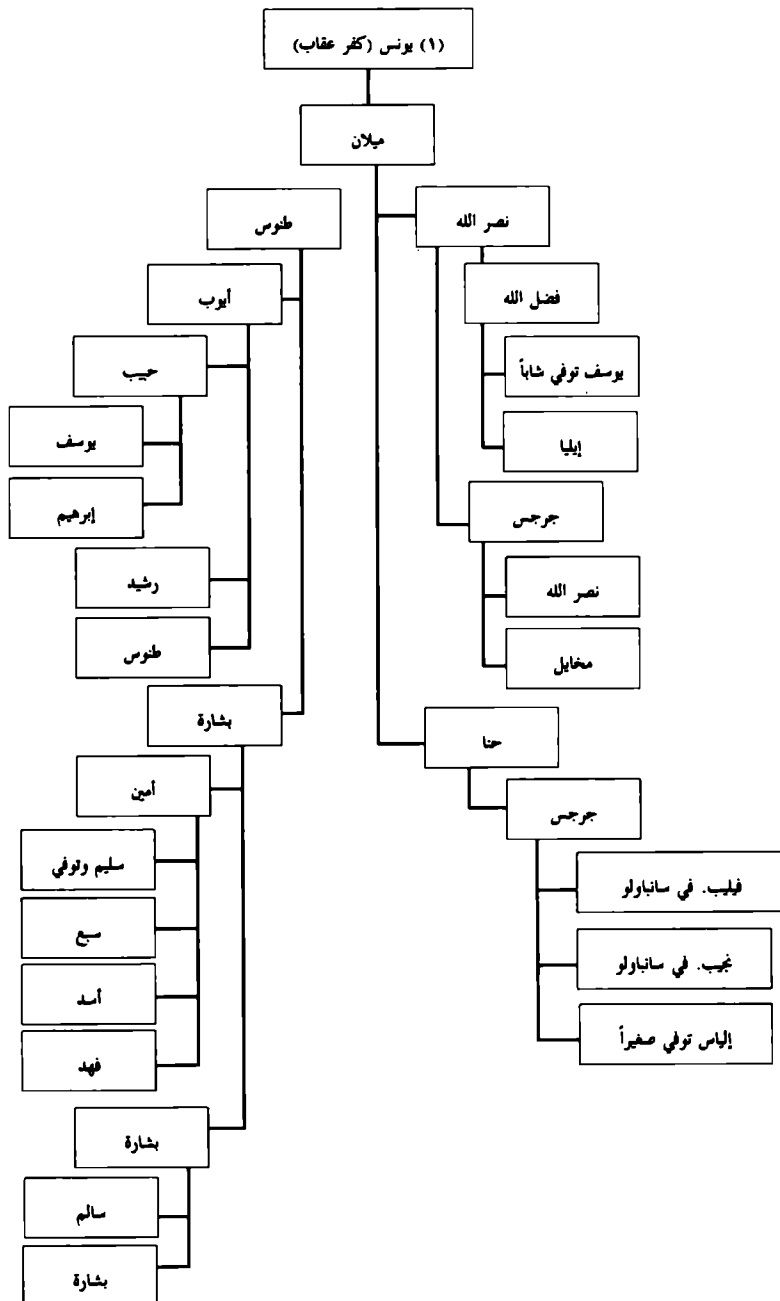 (١) يونس (كفر عقاب)
ميلان
نصر الله
فضل الله
يوسف توفي شاباً
إيليا
جرجس
نصر الله
مخايل
حنا
جرجس
فيليب. في سانباولو
نجيب. في سانباولو
إلياس توفي صغيراً
طنوس
أيوب
حبيب
يوسف
إبرهيم
رشيد
طنوس
بشارة
أمين
سليم وتوفي
سبع
أسد
فهد
بشارة
سالم
بشارة